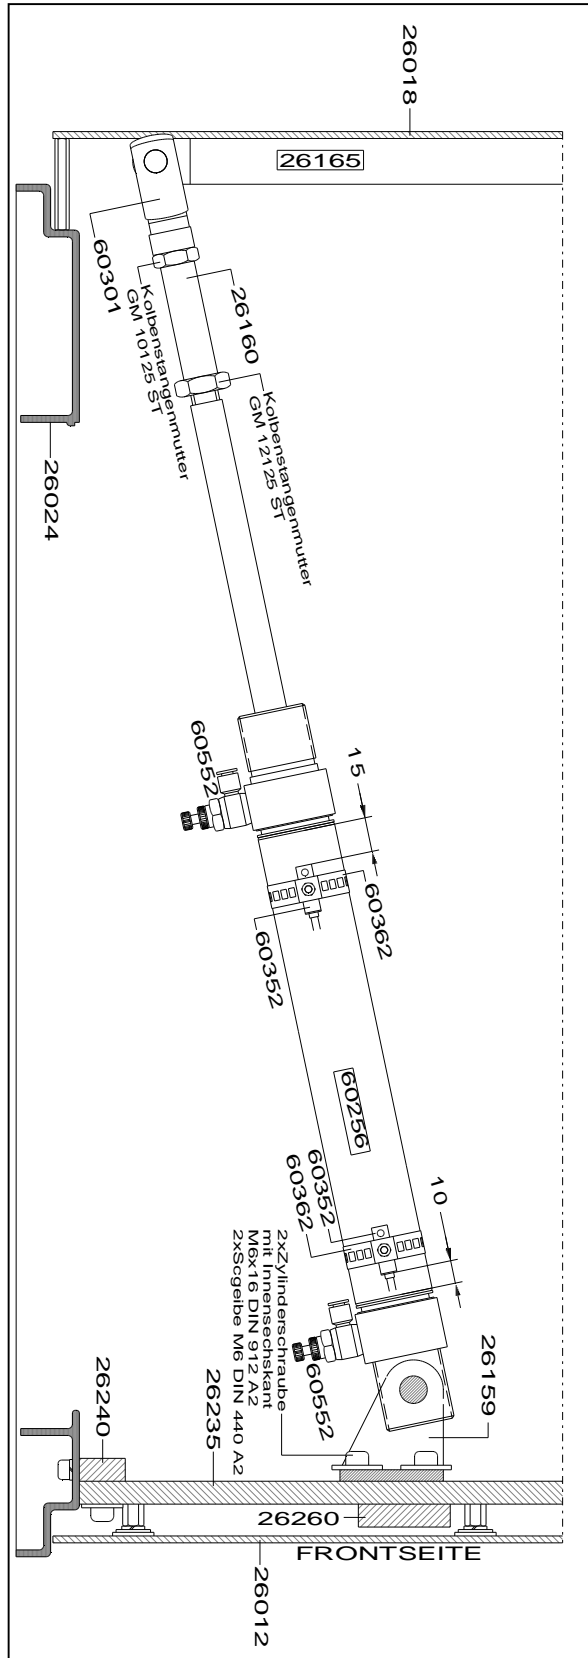 26018
26165
60301
Kolbenstangenmutter
GM 10125 ST
26160
Kolbenstangenmutter
GM 12125 ST
26024
60552
15
60362
60352
60256
10
60352
60362
2xZylinderschraube
mit Innensechskant
M6x16 DIN 912 A2
2xScgeibe M6 DIN 440 A2
60552
26159
26240
26235
26260
FRONTSEITE
26012